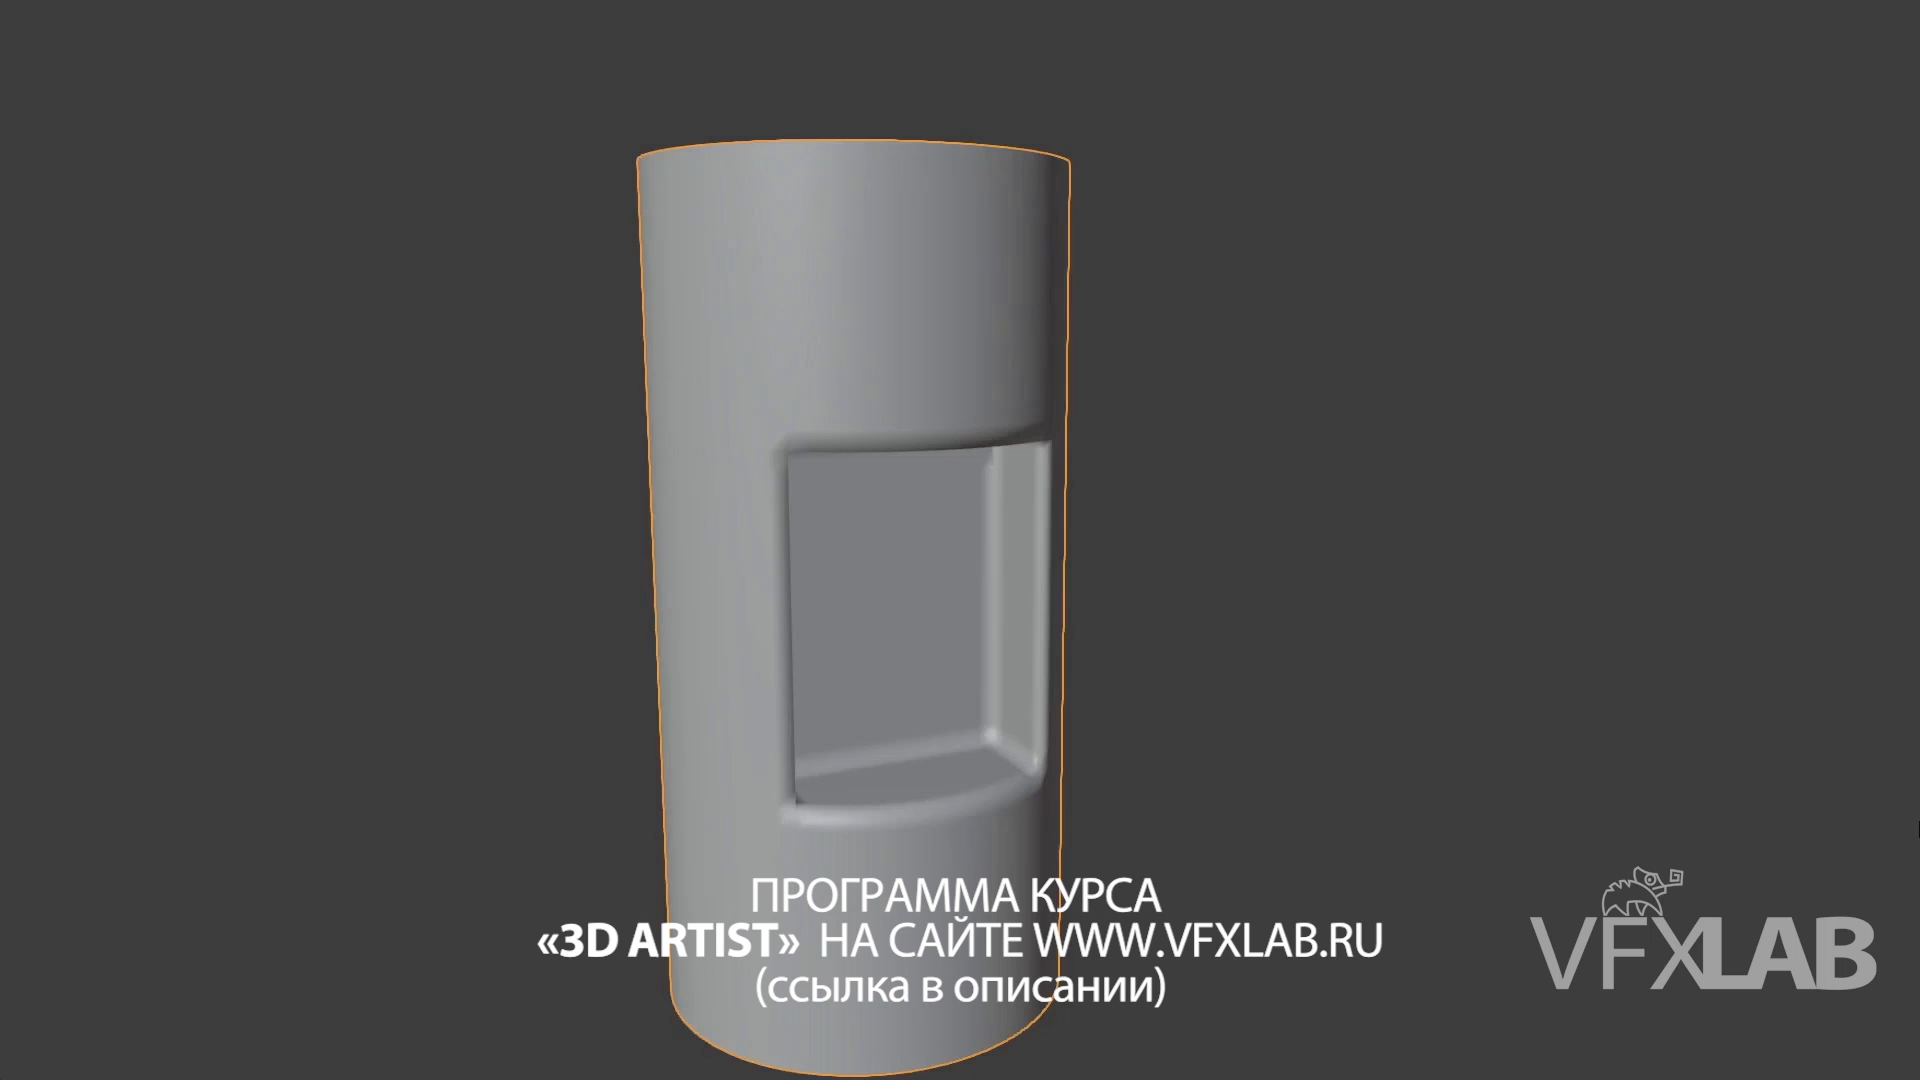 ПРОГРАММА КУРСА
«3D ARTIST» НА САЙТЕ WWW.VFXLAB.RU
(ссылка в описании)
VFXLAB